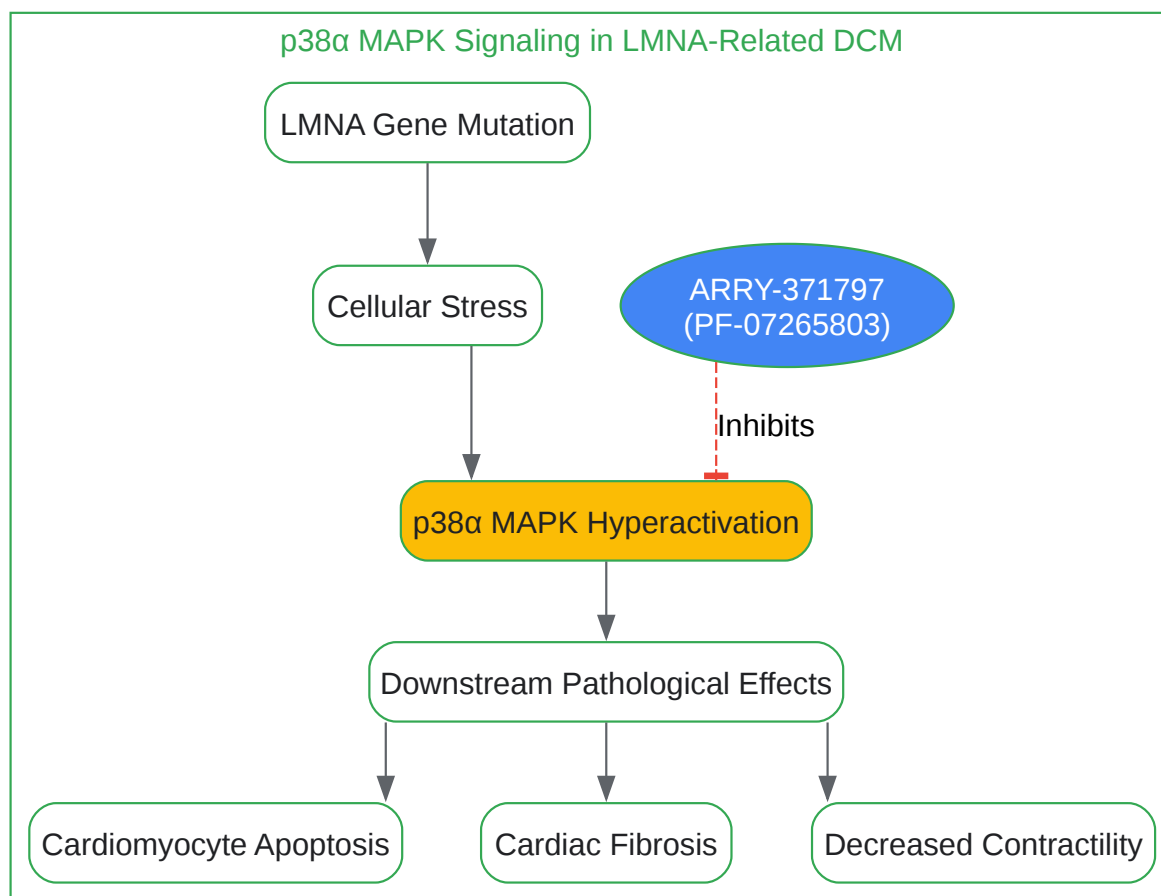 p38α MAPK Signaling in LMNA-Related DCM
LMNA Gene Mutation
Cellular Stress
ARRY-371797
(PF-07265803)
Inhibits
p38α MAPK Hyperactivation
Downstream Pathological Effects
Cardiomyocyte Apoptosis
Cardiac Fibrosis
Decreased Contractility